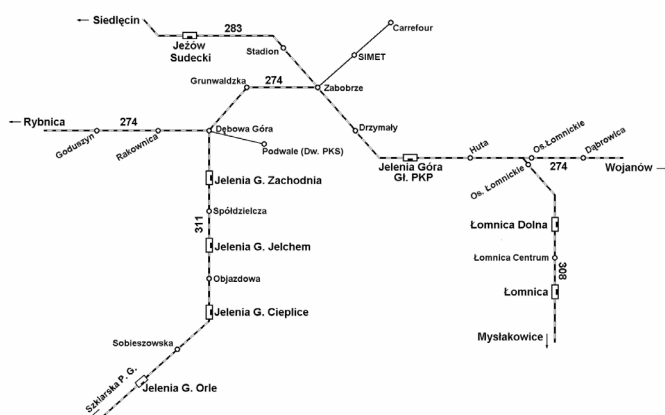 ← Siedlęcin
283
Jeżów
Sudecki
Stadion
Carrefour
SIMET
Grunwaldzka
274
Zabobrze
← Rybnica
274
Goduszyn
Rakownica
Dębowa Góra
Podwale (Dw. PKS)
Drzymały
Jelenia Góra
Gł. PKP
Huta
Os.Łomnickie
Os. Łomnickie
Dąbrowica
274
Wojanów →
Jelenia G. Zachodnia
Spółdzielcza
311
Jelenia G. Jelchem
Objazdowa
Jelenia G. Cieplice
Sobieszowska
Szklarska P. G.
Jelenia G. Orle
Łomnica Dolna
Łomnica Centrum
308
Łomnica
Mysłakowice